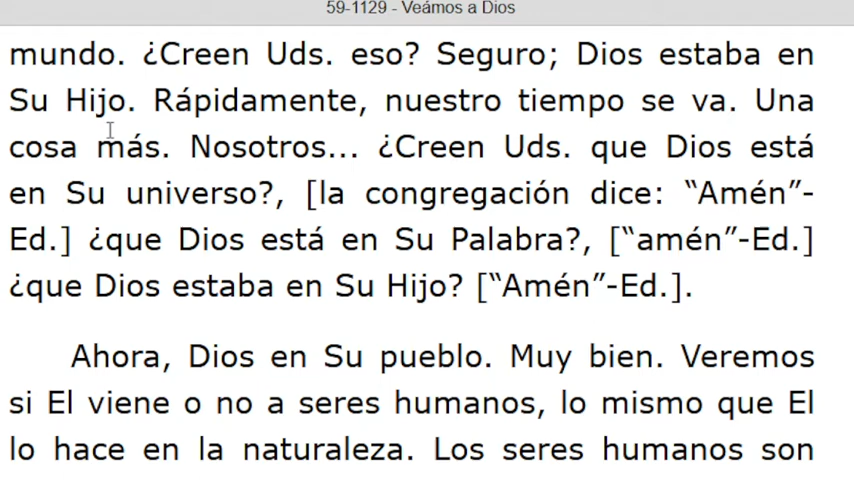 59-1129 - Veámos a Dios
mundo. ¿Creen Uds. eso? Seguro; Dios estaba en
Su Hijo. Rápidamente, nuestro tiempo se va. Una
cosa más. Nosotros... ¿Creen Uds. que Dios está
en Su universo?, [la congregación dice: “Amén”-
Ed.] ¿que Dios está en Su Palabra?, [“amén”-Ed.]
¿que Dios estaba en Su Hijo? [“Amén”-Ed.].
Ahora, Dios en Su pueblo. Muy bien. Veremos
si El viene o no a seres humanos, lo mismo que El
lo hace en la naturaleza. Los seres humanos son